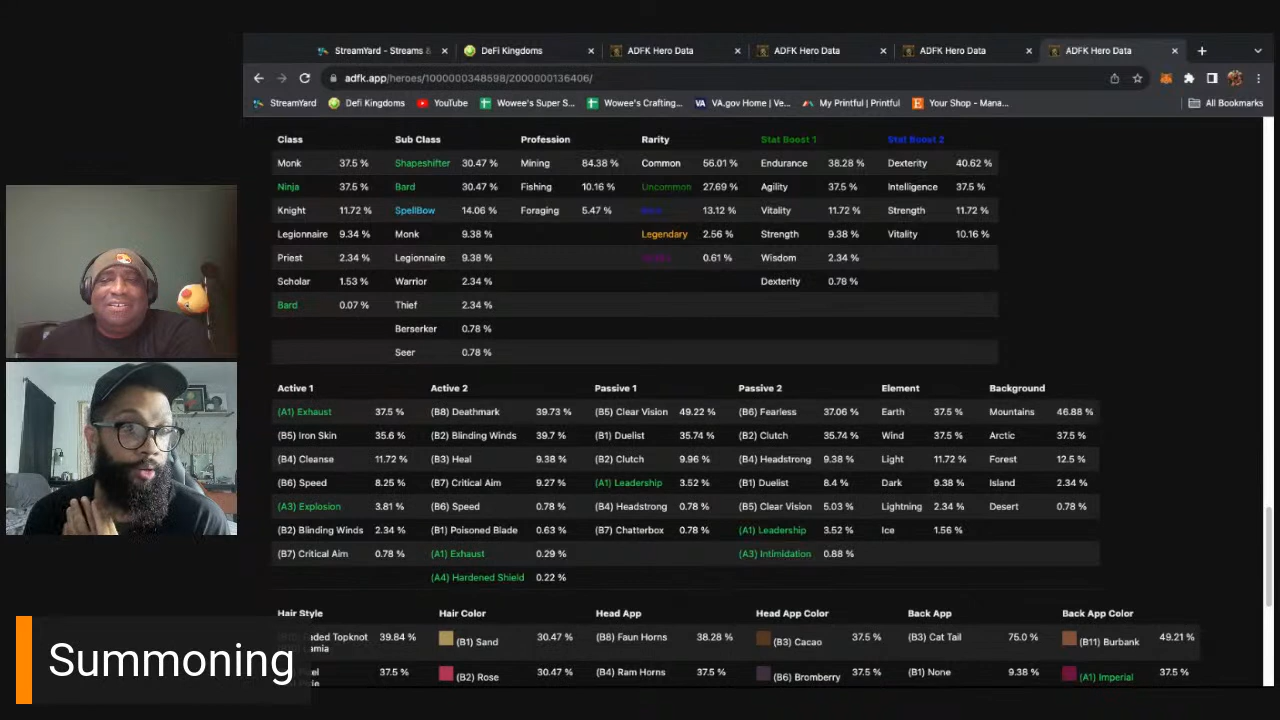 StreamYard - Streams & DeFi Kingdoms ADFK Hero Data ADFK Hero Data ADFK Hero Data ADFK Hero Data
adfk.app/heroes/1000000348598/2000000136406/
StreamYard Defi Kingdoms YouTube Wowee's Super S... Wowee's Crafting... VA.gov Home | Ve... My Printful | Printful Your Shop - Mana... All Bookmarks
Class Sub Class Profession Rarity Stat Boost 1 Stat Boost 2
Monk 37.5 % Shapeshifter 30.47 % Mining 84.38 % Common 56.01 % Endurance 38.28 % Dexterity 40.62 %
Ninja 37.5 % Bard 30.47 % Fishing 10.16 % Uncommon 27.69 % Agility 37.5 % Intelligence 37.5 %
Knight 11.72 % SpellBow 14.06 % Foraging 5.47 % 13.12 % Vitality 11.72 % Strength 11.72 %
Legionnaire 9.34 % Monk 9.38 % Legendary 2.56 % Strength 9.38 % Vitality 10.16 %
Priest 2.34 % Legionnaire 9.38 % 0.61 % Wisdom 2.34 %
Scholar 1.53 % Warrior 2.34 % Dexterity 0.78 %
Bard 0.07 % Thief 2.34 %
Berserker 0.78 %
Seer 0.78 %
Active 1 Active 2 Passive 1 Passive 2 Element Background
(A1) Exhaust 37.5 % (B8) Deathmark 39.73 % (B5) Clear Vision 49.22 % (B6) Fearless 37.06 % Earth 37.5 % Mountains 46.88 %
(B5) Iron Skin 35.6 % (B2) Blinding Winds 39.7 % (B1) Duelist 35.74 % (B2) Clutch 35.74 % Wind 37.5 % Arctic 37.5 %
(B4) Cleanse 11.72 % (B3) Heal 9.38 % (B2) Clutch 9.96 % (B4) Headstrong 9.38 % Light 11.72 % Forest 12.5 %
(B6) Speed 8.25 % (B7) Critical Aim 9.27 % (A1) Leadership 3.52 % (B1) Duelist 8.4 % Dark 9.38 % Island 2.34 %
(A3) Explosion 3.81 % (B6) Speed 0.78 % (B4) Headstrong 0.78 % (B5) Clear Vision 5.03 % Lightning 2.34 % Desert 0.78 %
(B2) Blinding Winds 2.34 % (B1) Poisoned Blade 0.63 % (B7) Chatterbox 0.78 % (A1) Leadership 3.52 % Ice 1.56 %
(B7) Critical Aim 0.78 % (A1) Exhaust 0.29 % (A3) Intimidation 0.88 %
(A4) Hardened Shield 0.22 %
Hair Style Hair Color Head App Head App Color Back App Back App Color
Topknot 39.84 % (B1) Sand 30.47 % (B8) Faun Horns 38.28 % (B3) Cacao 37.5 % (B3) Cat Tail 75.0 % (B11) Burbank 49.21 %
37.5 % (B2) Rose 30.47 % (B4) Ram Horns 37.5 % (B6) Bromberry 37.5 % (B1) None 9.38 % (A1) Imperial 37.5 %
Summoning